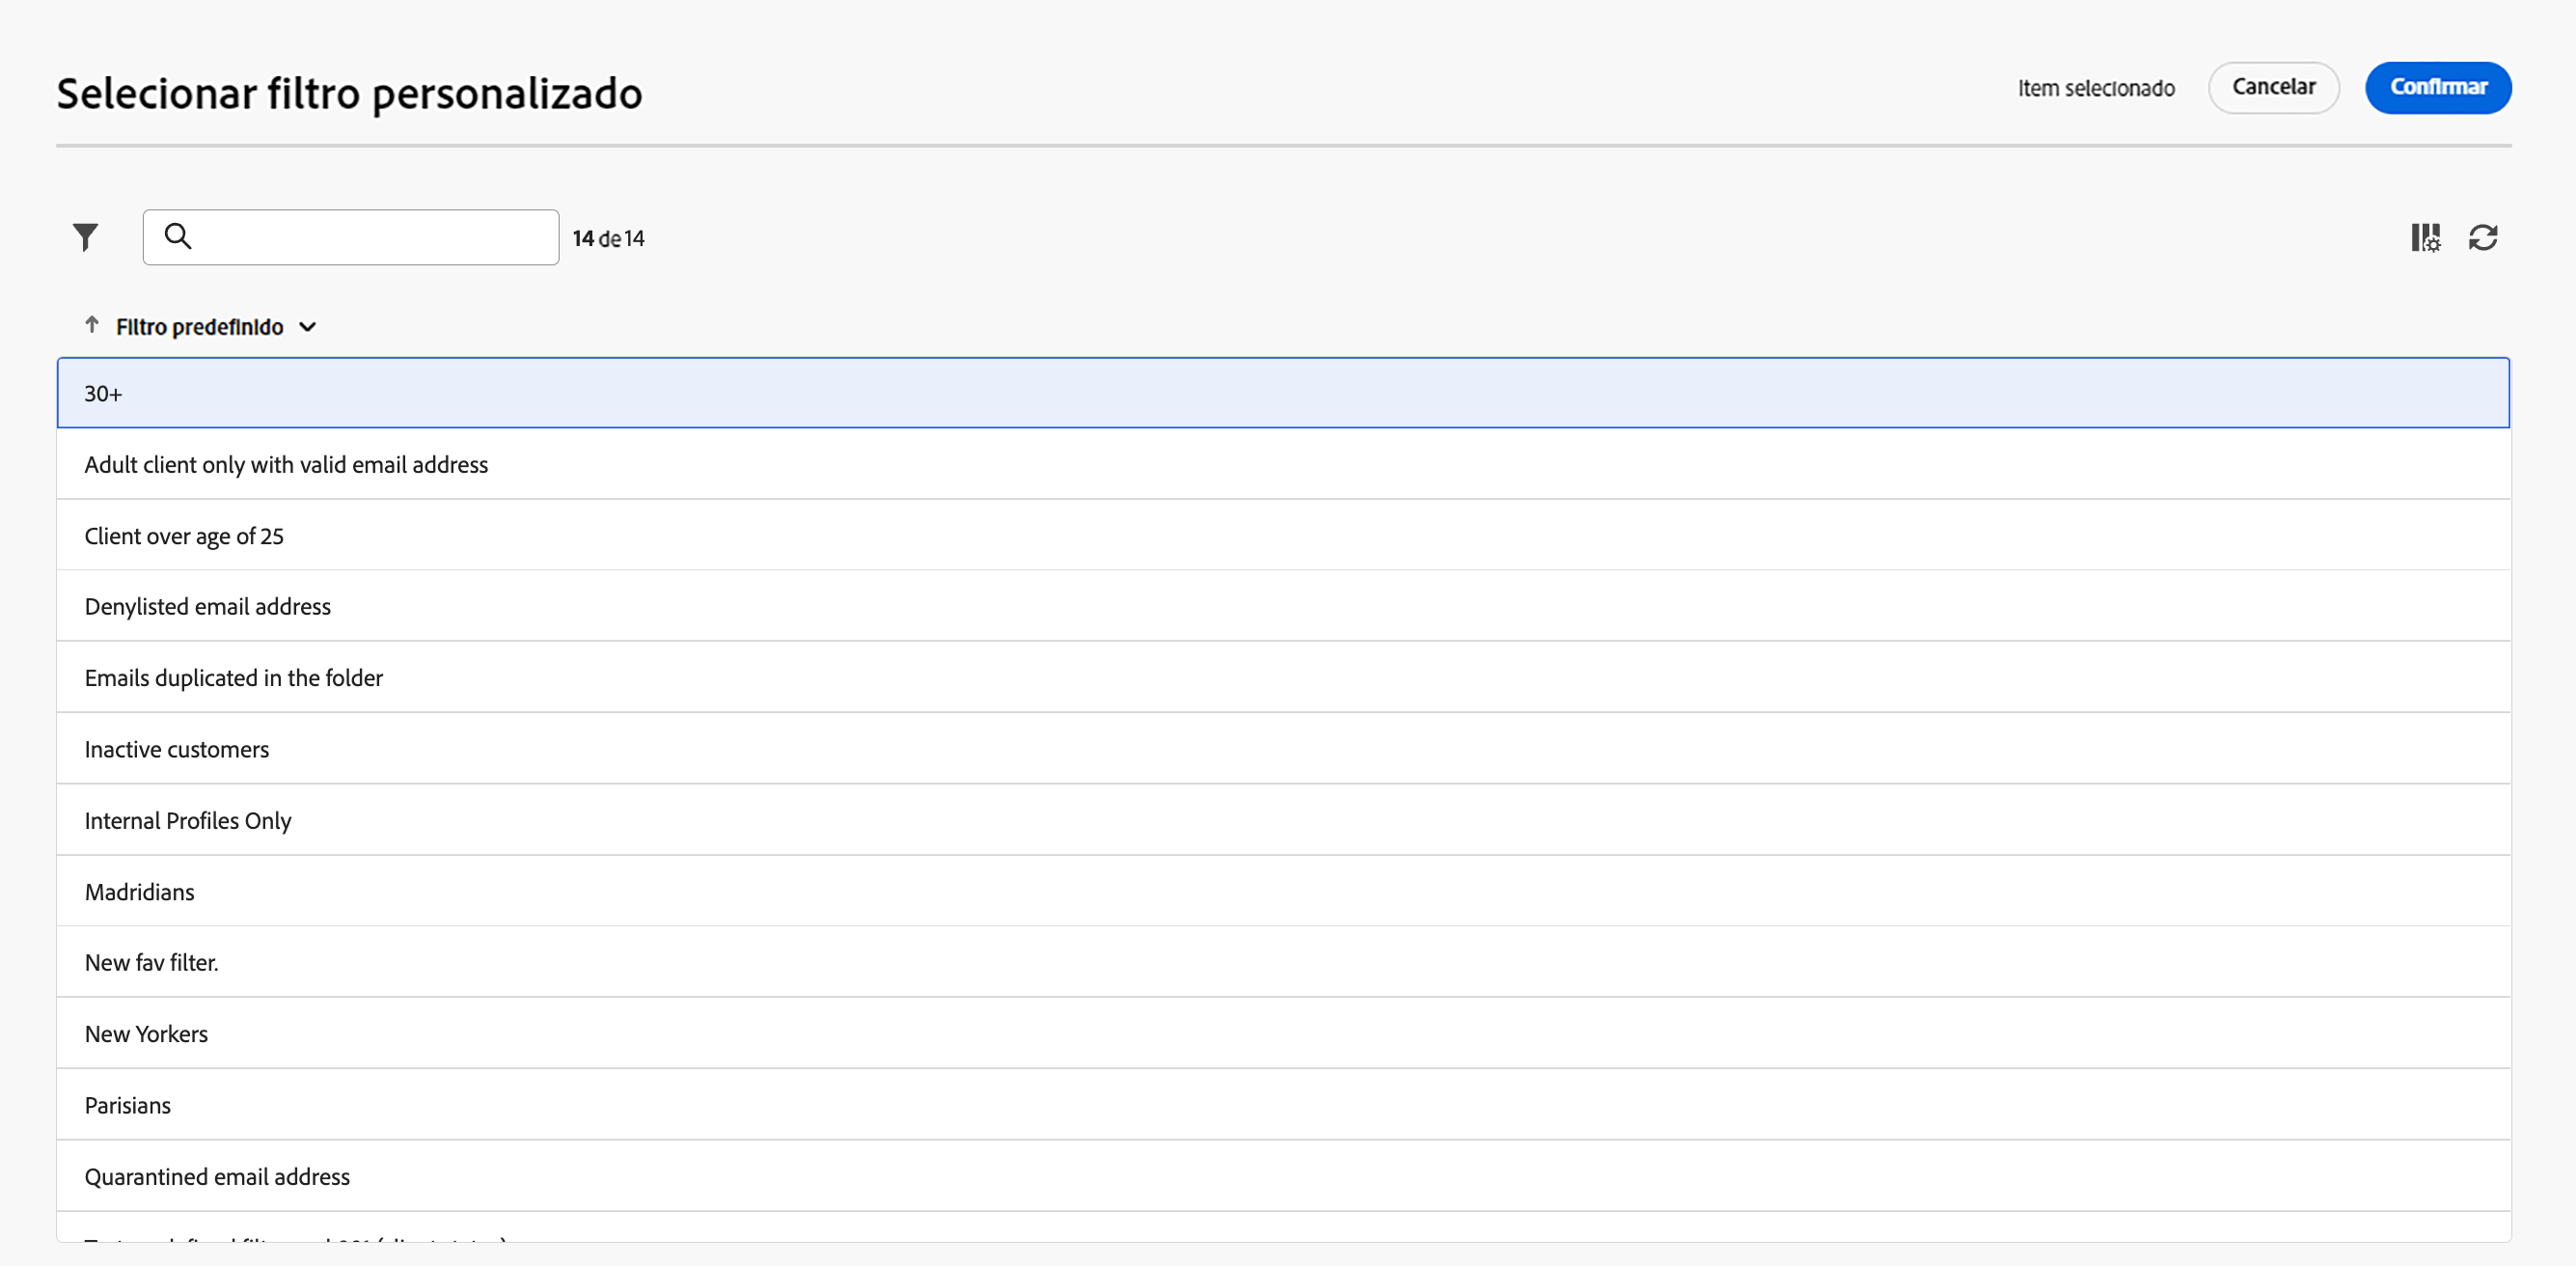 Selecionar filtro personalizado
Item selecionado
Cancelar
Confirmar
14 de 14
Filtro predefinido
30+
Adult client only with valid email address
Client over age of 25
Denylisted email address
Emails duplicated in the folder
Inactive customers
Internal Profiles Only
Madridians
New fav filter.
New Yorkers
Parisians
Quarantined email address